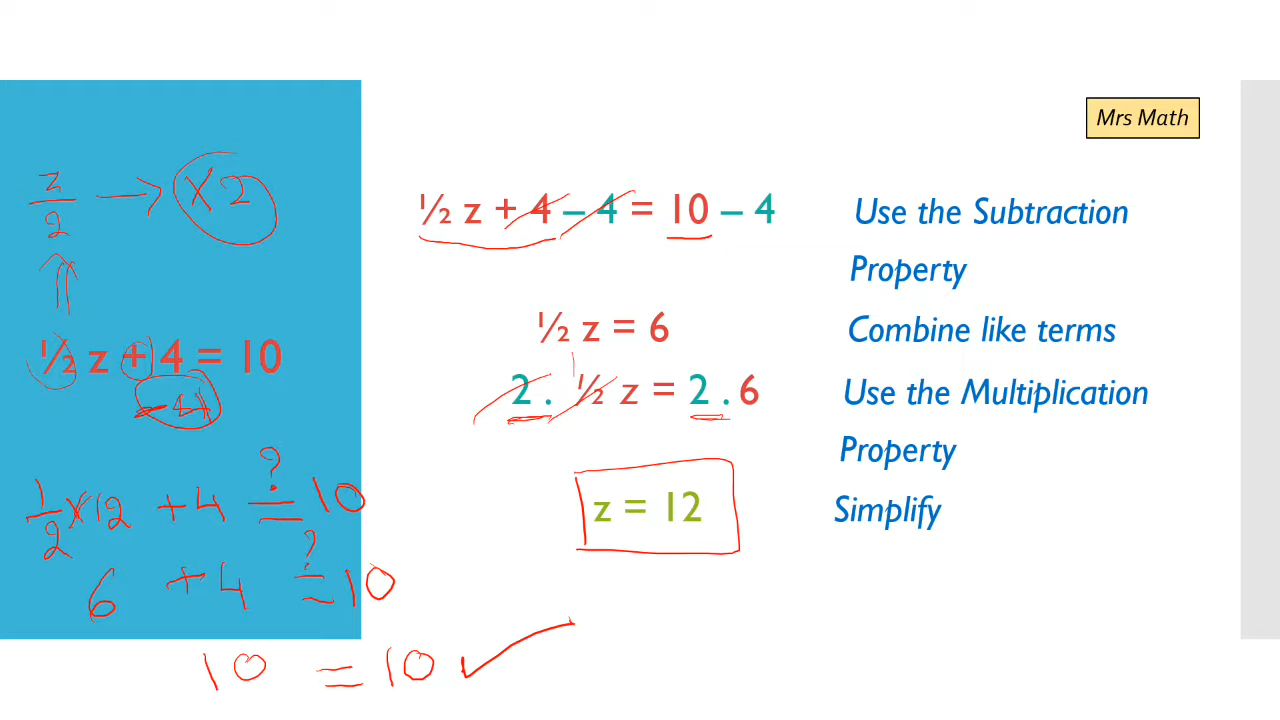 Mrs Math
z/2 → ×2
½ z + 4 = 10
- 4
1/2 × 12 + 4 ?= 10
6 + 4 ?= 10
10 = 10 ✓
½ z + 4 – 4 = 10 – 4 Use the Subtraction
Property
½ z = 6 Combine like terms
2 . ½ z = 2 . 6 Use the Multiplication
Property
z = 12 Simplify